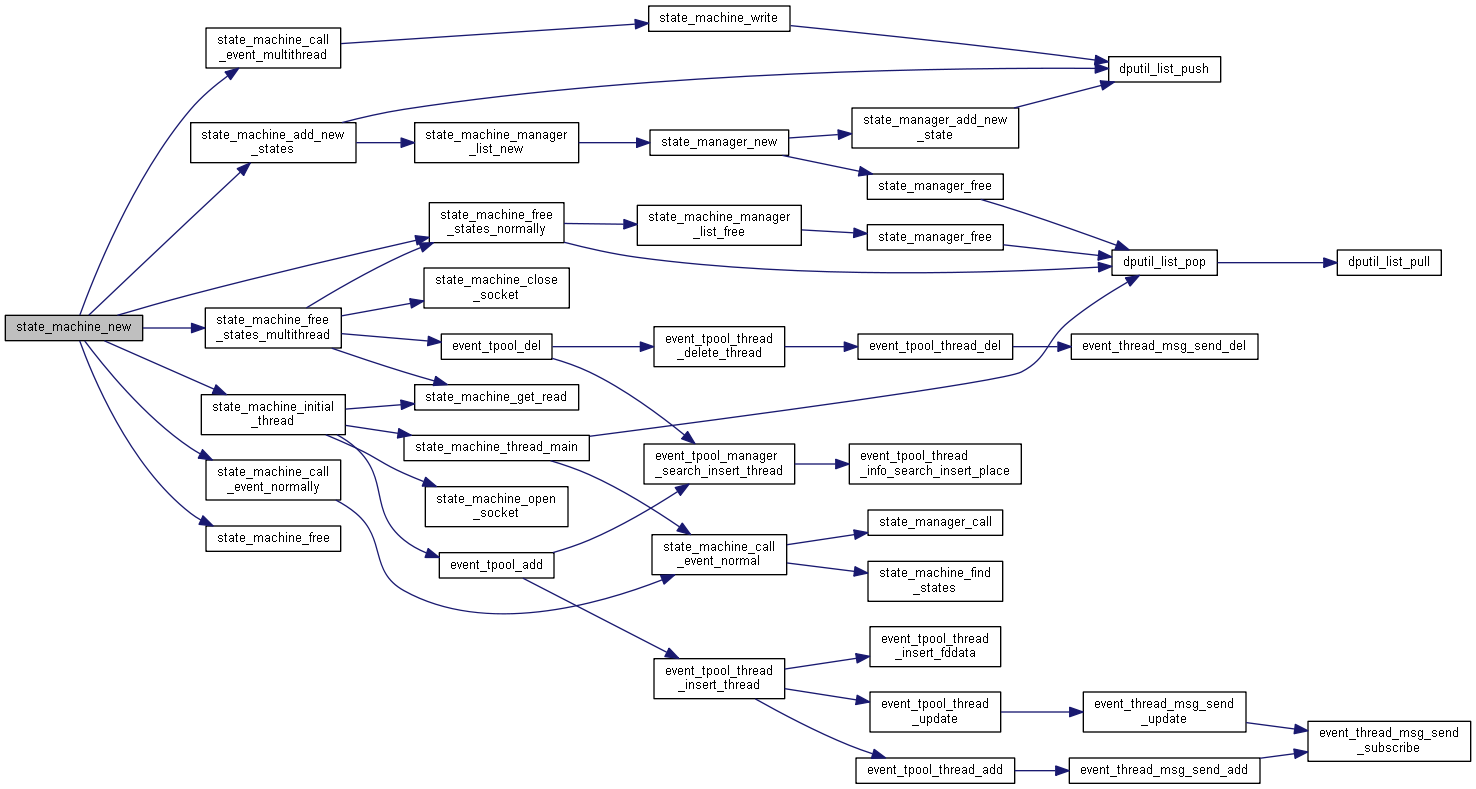 state_machine_write
state_machine_call
_event_multithread
dputil_list_push
state_manager_add_new
_state
state_machine_add_new
_states
state_machine_manager
_list_new
state_manager_new
state_manager_free
state_machine_free
_states_normally
state_machine_manager
_list_free
state_manager_free
dputil_list_pop
dputil_list_pull
state_machine_close
_socket
state_machine_new
state_machine_free
_states_multithread
event_tpool_del
event_tpool_thread
_delete_thread
event_tpool_thread_del
event_thread_msg_send_del
state_machine_get_read
state_machine_initial
_thread
state_machine_thread_main
event_tpool_manager
_search_insert_thread
event_tpool_thread
_info_search_insert_place
state_machine_call
_event_normally
state_machine_open
_socket
state_manager_call
state_machine_free
state_machine_call
_event_normal
event_tpool_add
state_machine_find
_states
event_tpool_thread
_insert_fddata
event_tpool_thread
_insert_thread
event_tpool_thread
_update
event_thread_msg_send
_update
event_thread_msg_send
_subscribe
event_tpool_thread_add
event_thread_msg_send_add